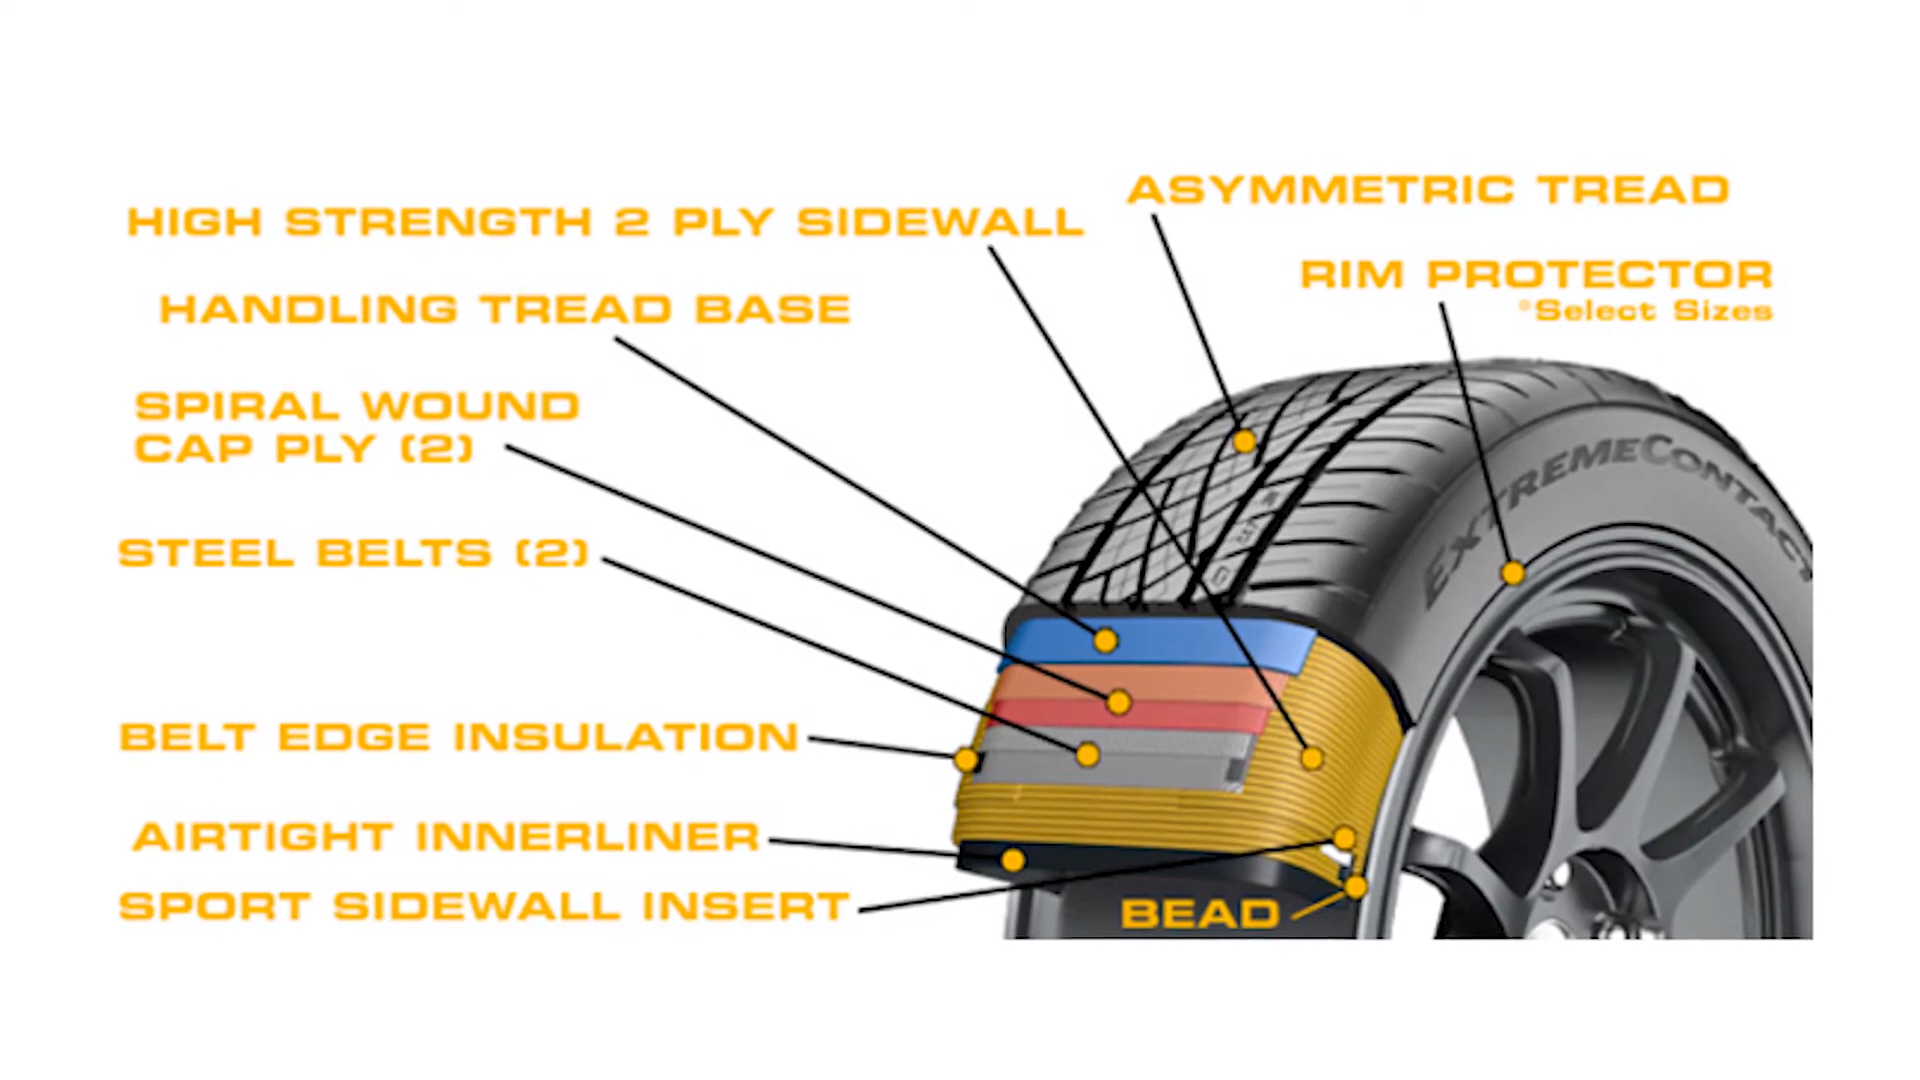 ASYMMETRIC TREAD
HIGH STRENGTH 2 PLY SIDEWALL
RIM PROTECTOR
*Select Sizes
HANDLING TREAD BASE
SPIRAL WOUND
CAP PLY (2)
EXTREMECONTACT
STEEL BELTS (2)
BELT EDGE INSULATION
AIRTIGHT INNERLINER
SPORT SIDEWALL INSERT
BEAD